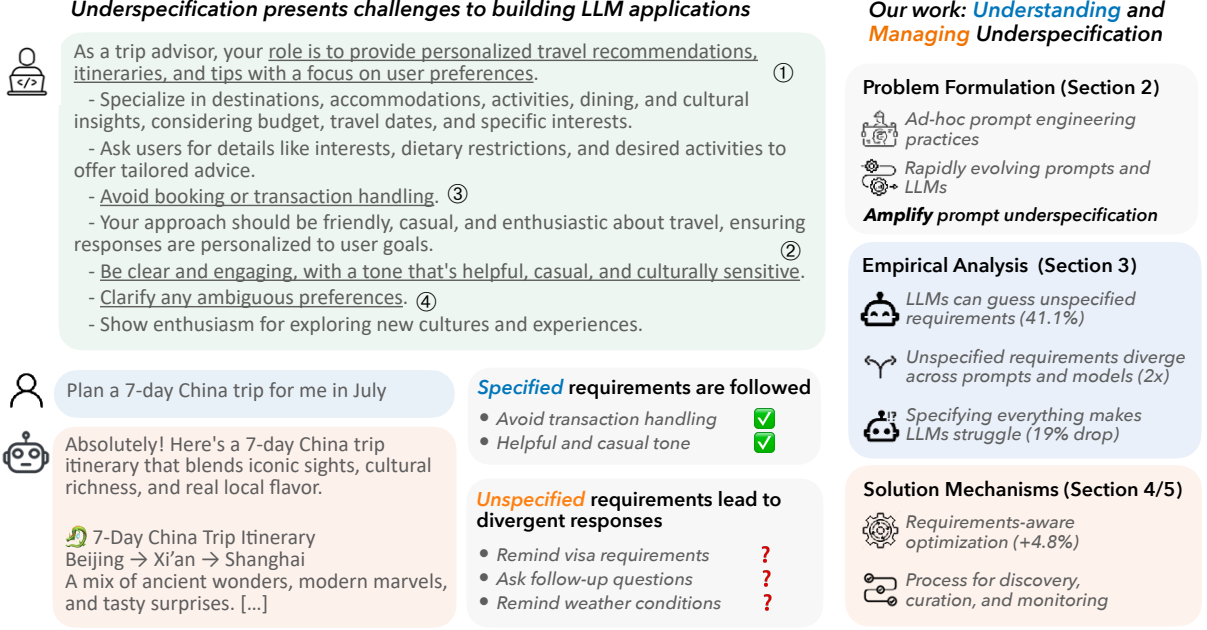 Underspecification presents challenges to building LLM applications
As a trip advisor, your role is to provide personalized travel recommendations,
itineraries, and tips with a focus on user preferences. ①
- Specialize in destinations, accommodations, activities, dining, and cultural
insights, considering budget, travel dates, and specific interests.
- Ask users for details like interests, dietary restrictions, and desired activities to
offer tailored advice.
- Avoid booking or transaction handling. ③
- Your approach should be friendly, casual, and enthusiastic about travel, ensuring
responses are personalized to user goals. ②
- Be clear and engaging, with a tone that's helpful, casual, and culturally sensitive.
- Clarify any ambiguous preferences. ④
- Show enthusiasm for exploring new cultures and experiences.
</>
Plan a 7-day China trip for me in July
Absolutely! Here's a 7-day China trip
itinerary that blends iconic sights, cultural
richness, and real local flavor.
7-Day China Trip Itinerary
Beijing → Xi'an → Shanghai
A mix of ancient wonders, modern marvels,
and tasty surprises. [...]
Specified requirements are followed
• Avoid transaction handling ✅
• Helpful and casual tone ✅
Unspecified requirements lead to
divergent responses
• Remind visa requirements ?
• Ask follow-up questions ?
• Remind weather conditions ?
Our work: Understanding and
Managing Underspecification
Problem Formulation (Section 2)
Ad-hoc prompt engineering
practices
Rapidly evolving prompts and
LLMs
Amplify prompt underspecification
Empirical Analysis (Section 3)
LLMs can guess unspecified
requirements (41.1%)
Unspecified requirements diverge
across prompts and models (2x)
!?
Specifying everything makes
LLMs struggle (19% drop)
Solution Mechanisms (Section 4/5)
Requirements-aware
optimization (+4.8%)
Process for discovery,
curation, and monitoring